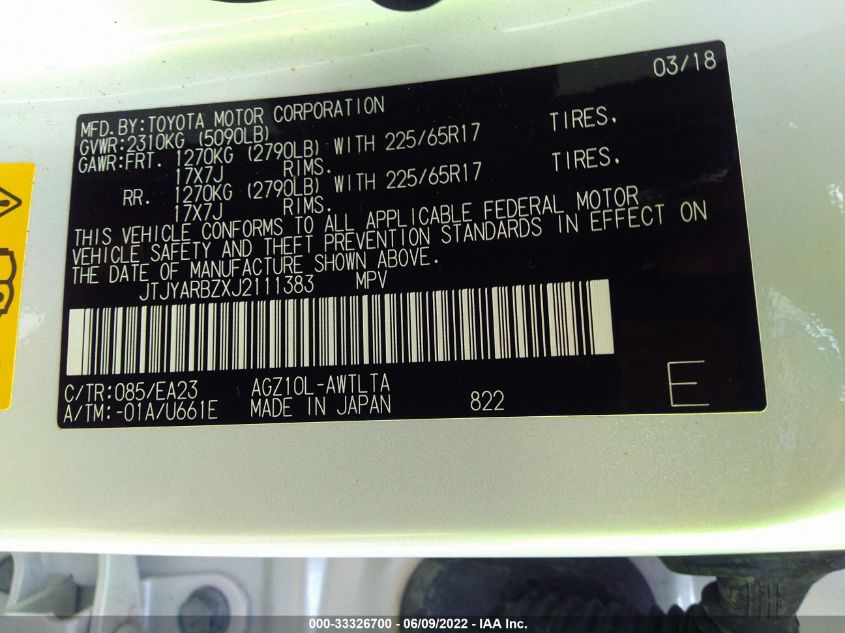 03/18
MFD.BY:TOYOTA MOTOR CORPORATION
GVWR:2310KG (5090LB)
GAWR:FRT. 1270KG (2790LB) WITH 225/65R17 TIRES.
17X7J RIMS.
RR. 1270KG (2790LB) WITH 225/65R17 TIRES.
17X7J RIMS.
THIS VEHICLE CONFORMS TO ALL APPLICABLE FEDERAL MOTOR
VEHICLE SAFETY AND THEFT PREVENTION STANDARDS IN EFFECT ON
THE DATE OF MANUFACTURE SHOWN ABOVE.
JTJYARBZXJ2111383 MPV
C/TR:085/EA23 AGZ10L-AWTLTA
A/TM:-01A/U661E MADE IN JAPAN 822
E
000-33326700 - 06/09/2022 - IAA Inc.